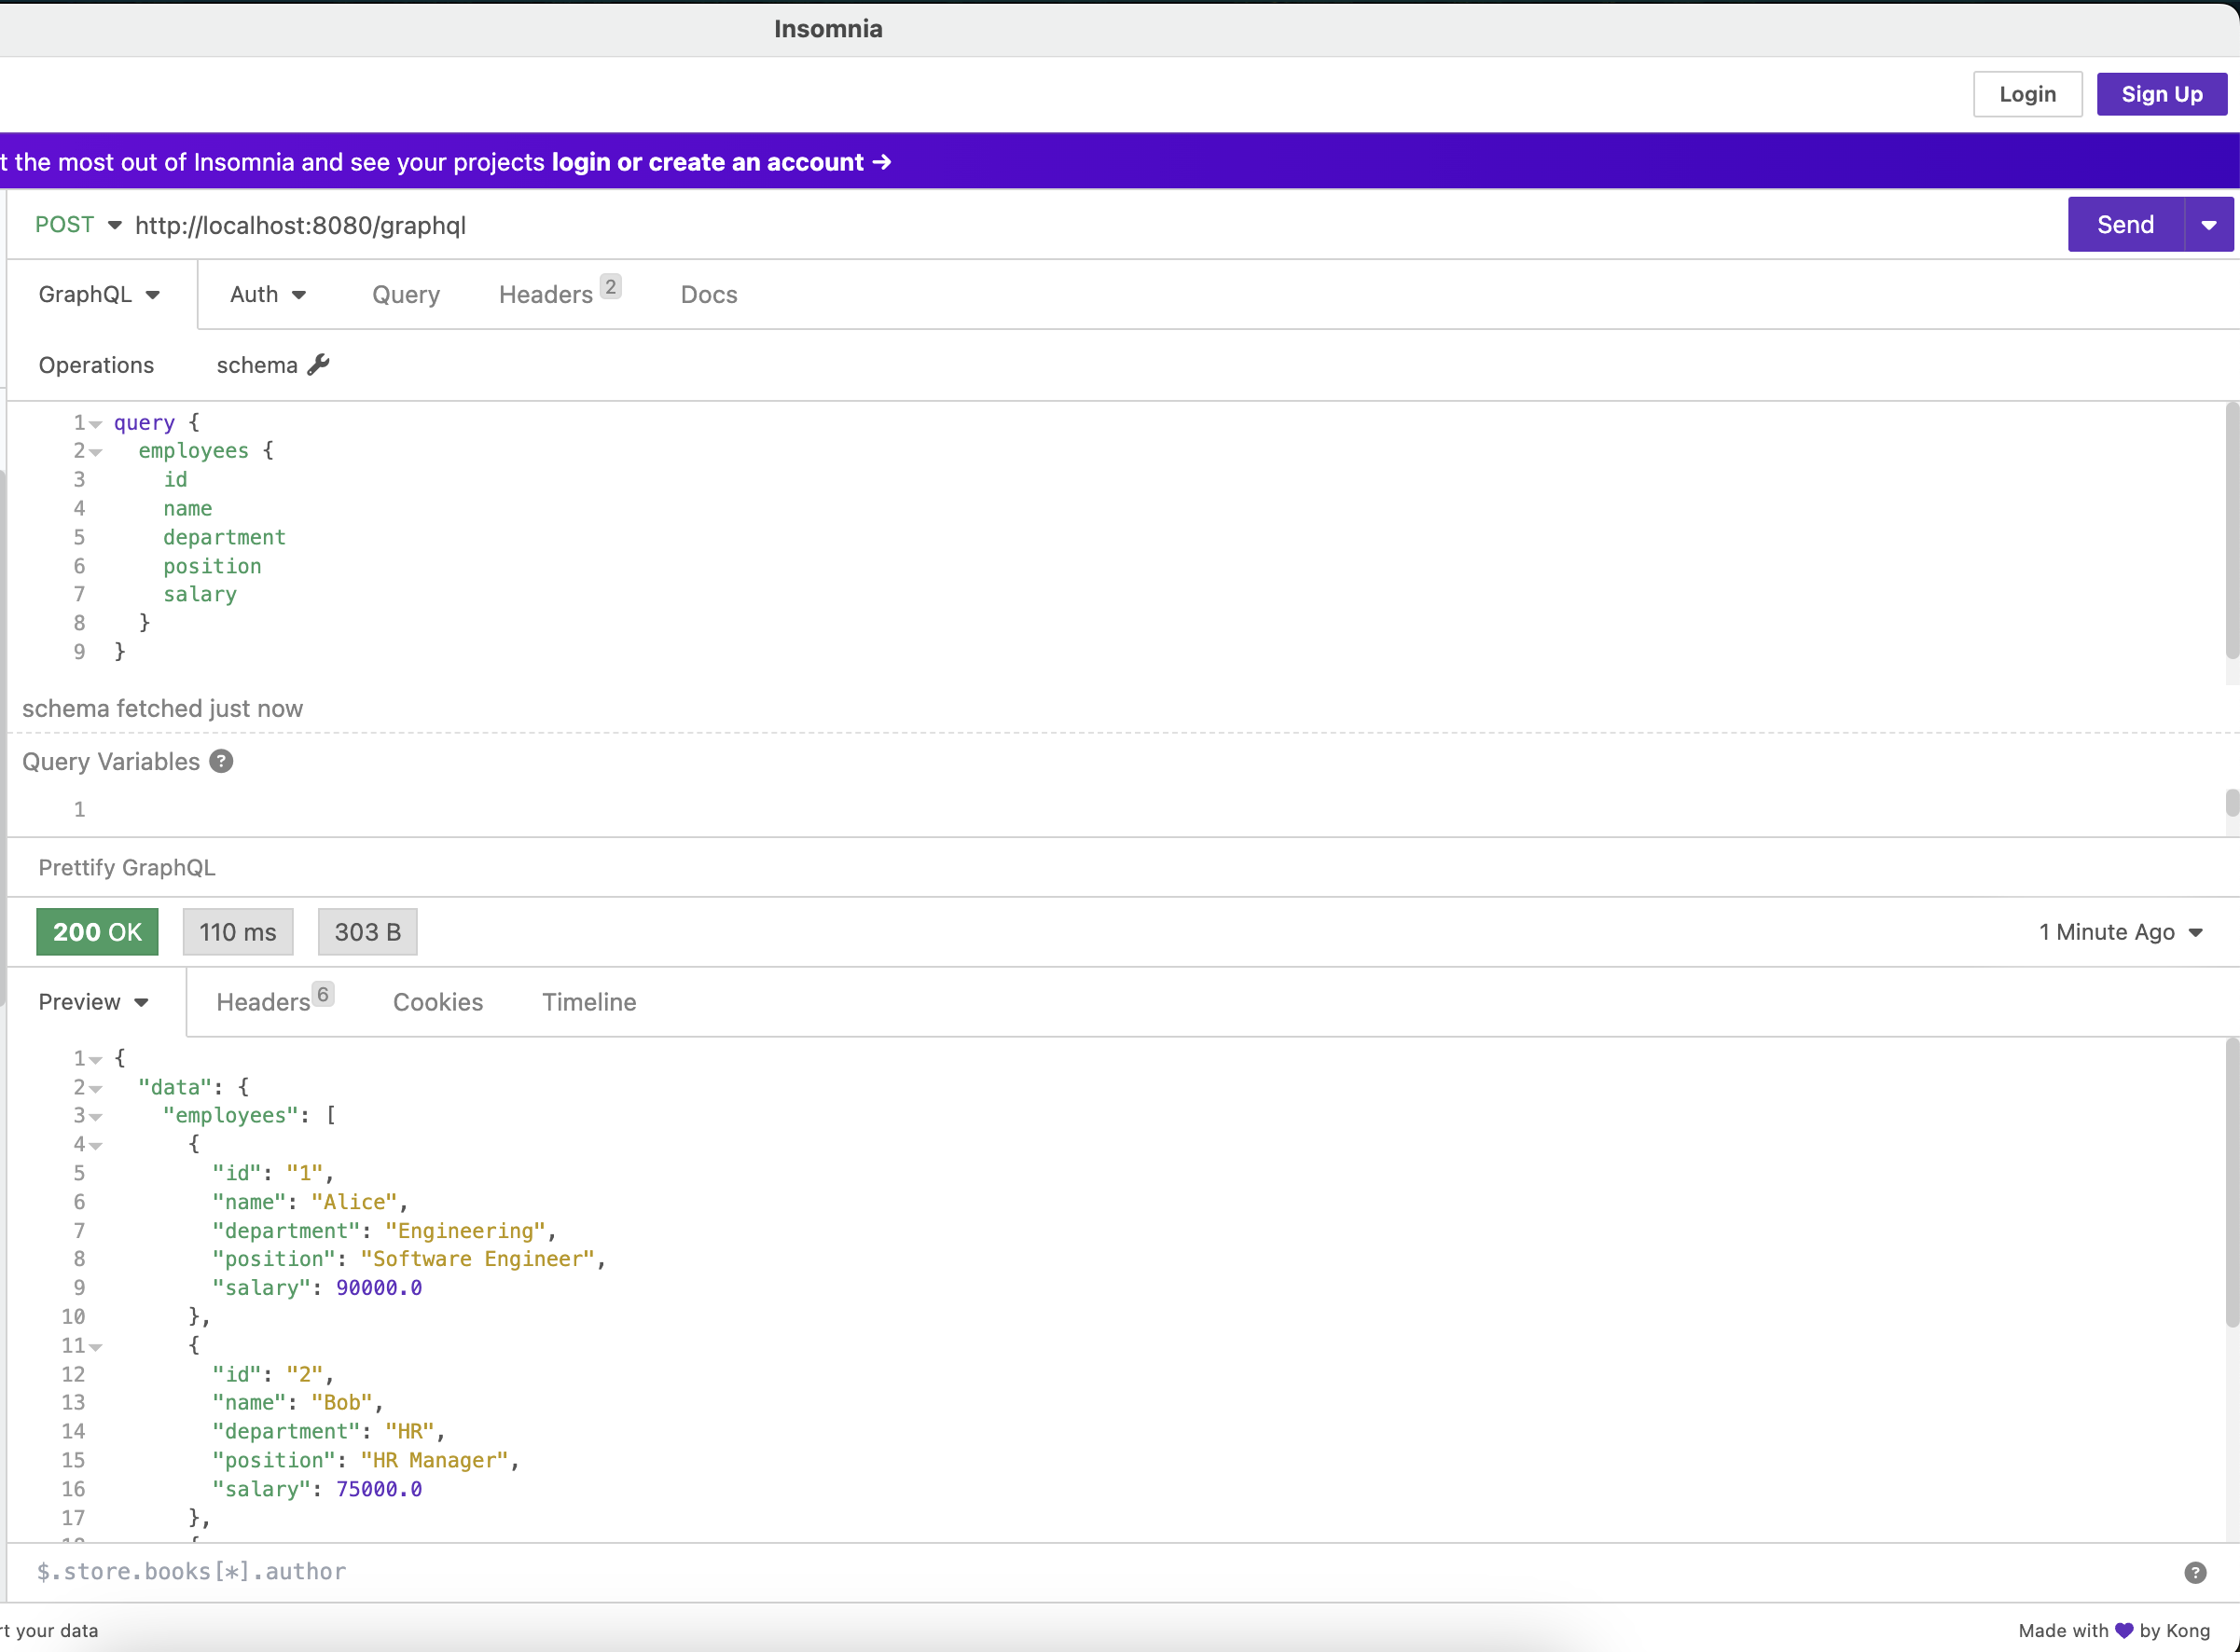 Insomnia
Login Sign Up
t the most out of Insomnia and see your projects login or create an account →
POST http://localhost:8080/graphql Send
GraphQL Auth Query Headers 2 Docs
Operations schema
1 query {
2 employees {
3 id
4 name
5 department
6 position
7 salary
8 }
9 }
schema fetched just now
Query Variables ?
1
Prettify GraphQL
200 OK 110 ms 303 B 1 Minute Ago
Preview Headers 6 Cookies Timeline
1 {
2 "data": {
3 "employees": [
4 {
5 "id": "1",
6 "name": "Alice",
7 "department": "Engineering",
8 "position": "Software Engineer",
9 "salary": 90000.0
10 },
11 {
12 "id": "2",
13 "name": "Bob",
14 "department": "HR",
15 "position": "HR Manager",
16 "salary": 75000.0
17 },
$.store.books[*].author ?
rt your data Made with 💜 by Kong